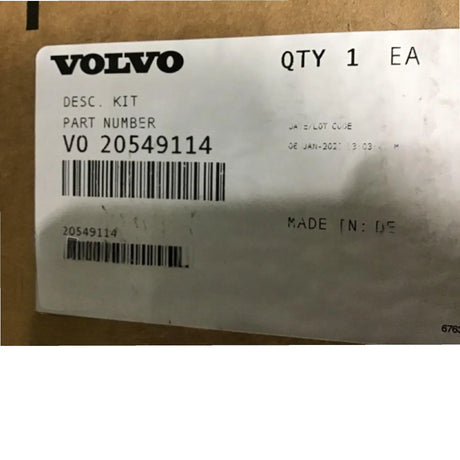 VOLVO
QTY 1 EA
DESC. KIT
PART NUMBER
VO 20549114
20549114
MADE IN: DE